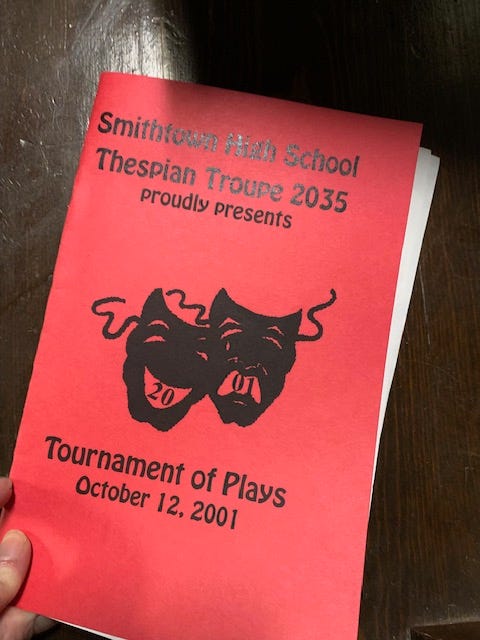 Smithtown High School
Thespian Troupe 2035
proudly presents
20 01
Tournament of Plays
October 12, 2001